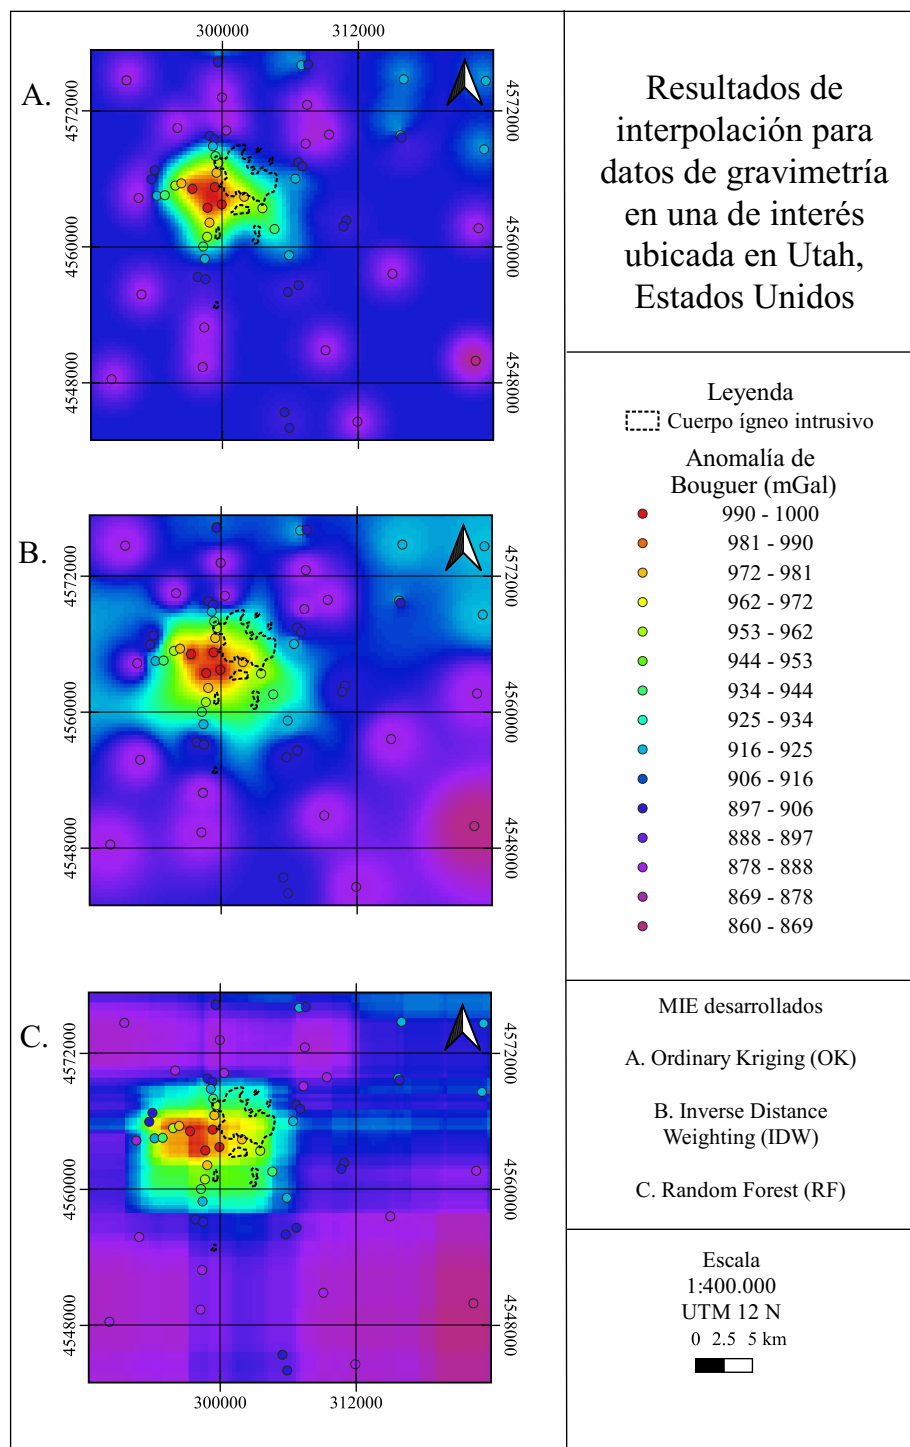 300000 312000
A.
4572000
4560000
4548000
4572000
4560000
4548000
B.
4572000
4560000
4548000
4572000
4560000
4548000
C.
4572000
4560000
4548000
4572000
4560000
4548000
300000 312000
Resultados de
interpolación para
datos de gravimetría
en una de interés
ubicada en Utah,
Estados Unidos
Leyenda
Cuerpo ígneo intrusivo
Anomalía de
Bouguer (mGal)
990 - 1000
981 - 990
972 - 981
962 - 972
953 - 962
944 - 953
934 - 944
925 - 934
916 - 925
906 - 916
897 - 906
888 - 897
878 - 888
869 - 878
860 - 869
MIE desarrollados
A. Ordinary Kriging (OK)
B. Inverse Distance
Weighting (IDW)
C. Random Forest (RF)
Escala
1:400.000
UTM 12 N
0 2.5 5 km